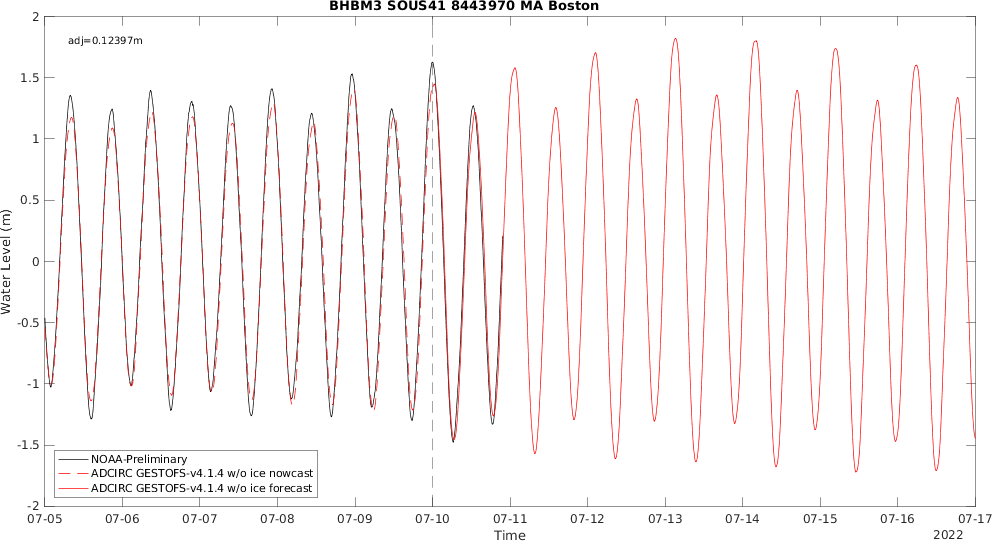 BHBM3 SOUS41 8443970 MA Boston
adj=0.12397m
2
1.5
1
0.5
0
-0.5
-1
-1.5
-2
Water Level (m)
NOAA-Preliminary
ADCIRC GESTOFS-v4.1.4 w/o ice nowcast
ADCIRC GESTOFS-v4.1.4 w/o ice forecast
07-05 07-06 07-07 07-08 07-09 07-10 07-11 07-12 07-13 07-14 07-15 07-16 07-17
Time
2022